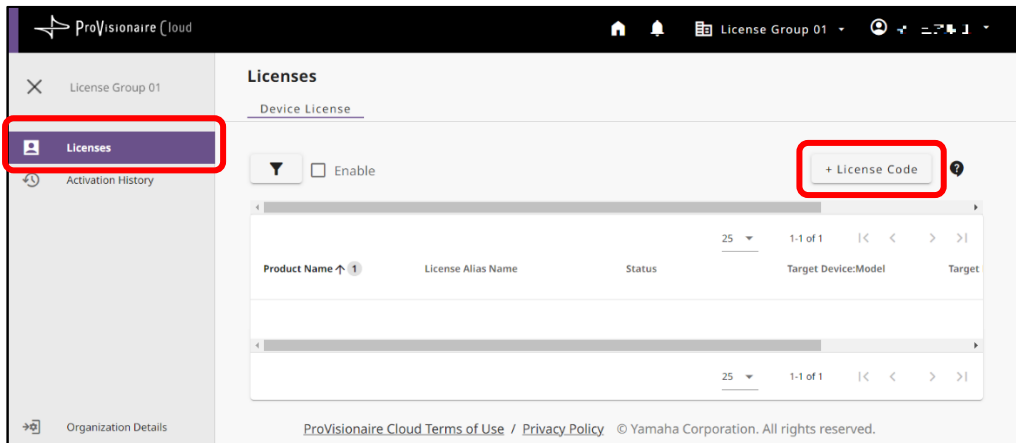 ProVisionaire Cloud
License Group 01
License Group 01
Licenses
Activation History
Organization Details
Licenses
Device License
Enable
+ License Code
25 1-1 of 1
Product Name 1 License Alias Name Status Target Device:Model Target
25 1-1 of 1
ProVisionaire Cloud Terms of Use / Privacy Policy © Yamaha Corporation. All rights reserved.